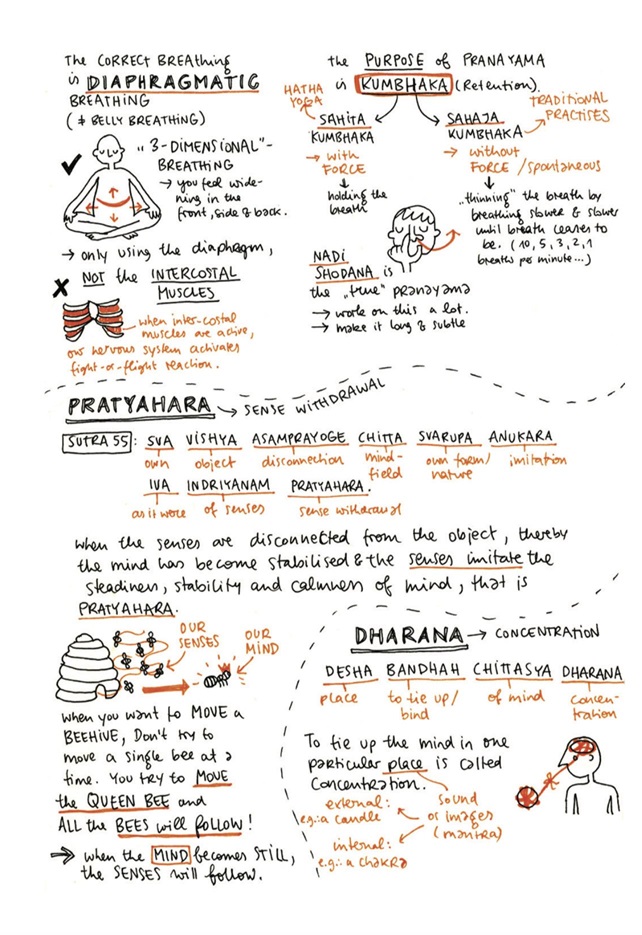 The CORRECT BREAthing
is DIAPHRAGMATIC
BREATHING
(≠ BELLY BREATHING)
"3-DIMENSIONAL"-
BREATHING
→ you feel wide-
ning in the
front, side & back.
→ only using the diaphragm,
NOT the INTERCOSTAL
MUSCLES
when inter-costal
muscles are active,
our nervous system activates
fight-or-flight reaction.
the PURPOSE of PRANAYAMA
is KUMBHAKA (Retention).
HATHA
YOGA
SAHITA
KUMBHAKA
→ with
FORCE
holding the
breath
TRADITIONAL
PRACTISES
SAHAJA
KUMBHAKA
→ without
FORCE / spontaneous
"thinning" the breath by
breathing slower & slower
until breath ceases to
be. (10, 5, 3, 2, 1
breaths per minute...)
NADI
SHODANA is
the "true" PRANAYAMA
→ work on this a lot.
→ make it long & subtle
PRATYAHARA → SENSE WITHDRAWAL
SUTRA 55: SVA VISHYA ASAMPRAYOGE CHITTA SVARUPA ANUKARA
own object disconnection mind-field own form/nature imitation
IVA INDRIYANAM PRATYAHARA.
as it were of senses sense withdrawal
When the senses are disconnected from the object, thereby
the mind has become stabilised & the senses imitate the
steadiness, stability and calmness of mind, that is
PRATYAHARA.
OUR
SENSES
OUR
MIND
When you want to MOVE a
BEEHIVE, Don't try to
move a single bee at a
time. You try to MOVE
the QUEEN BEE and
ALL the BEES will follow!
⇒ when the MIND becomes STILL,
the SENSES will follow.
DHARANA → CONCENTRATION
DESHA BANDHAH CHITTASYA DHARANA
place to tie up/bind of mind concen-tration
To tie up the mind in one
particular place is called
Concentration.
external:
e.g.: a candle
sound
or images
(mantra)
internal:
e.g.: a chakra